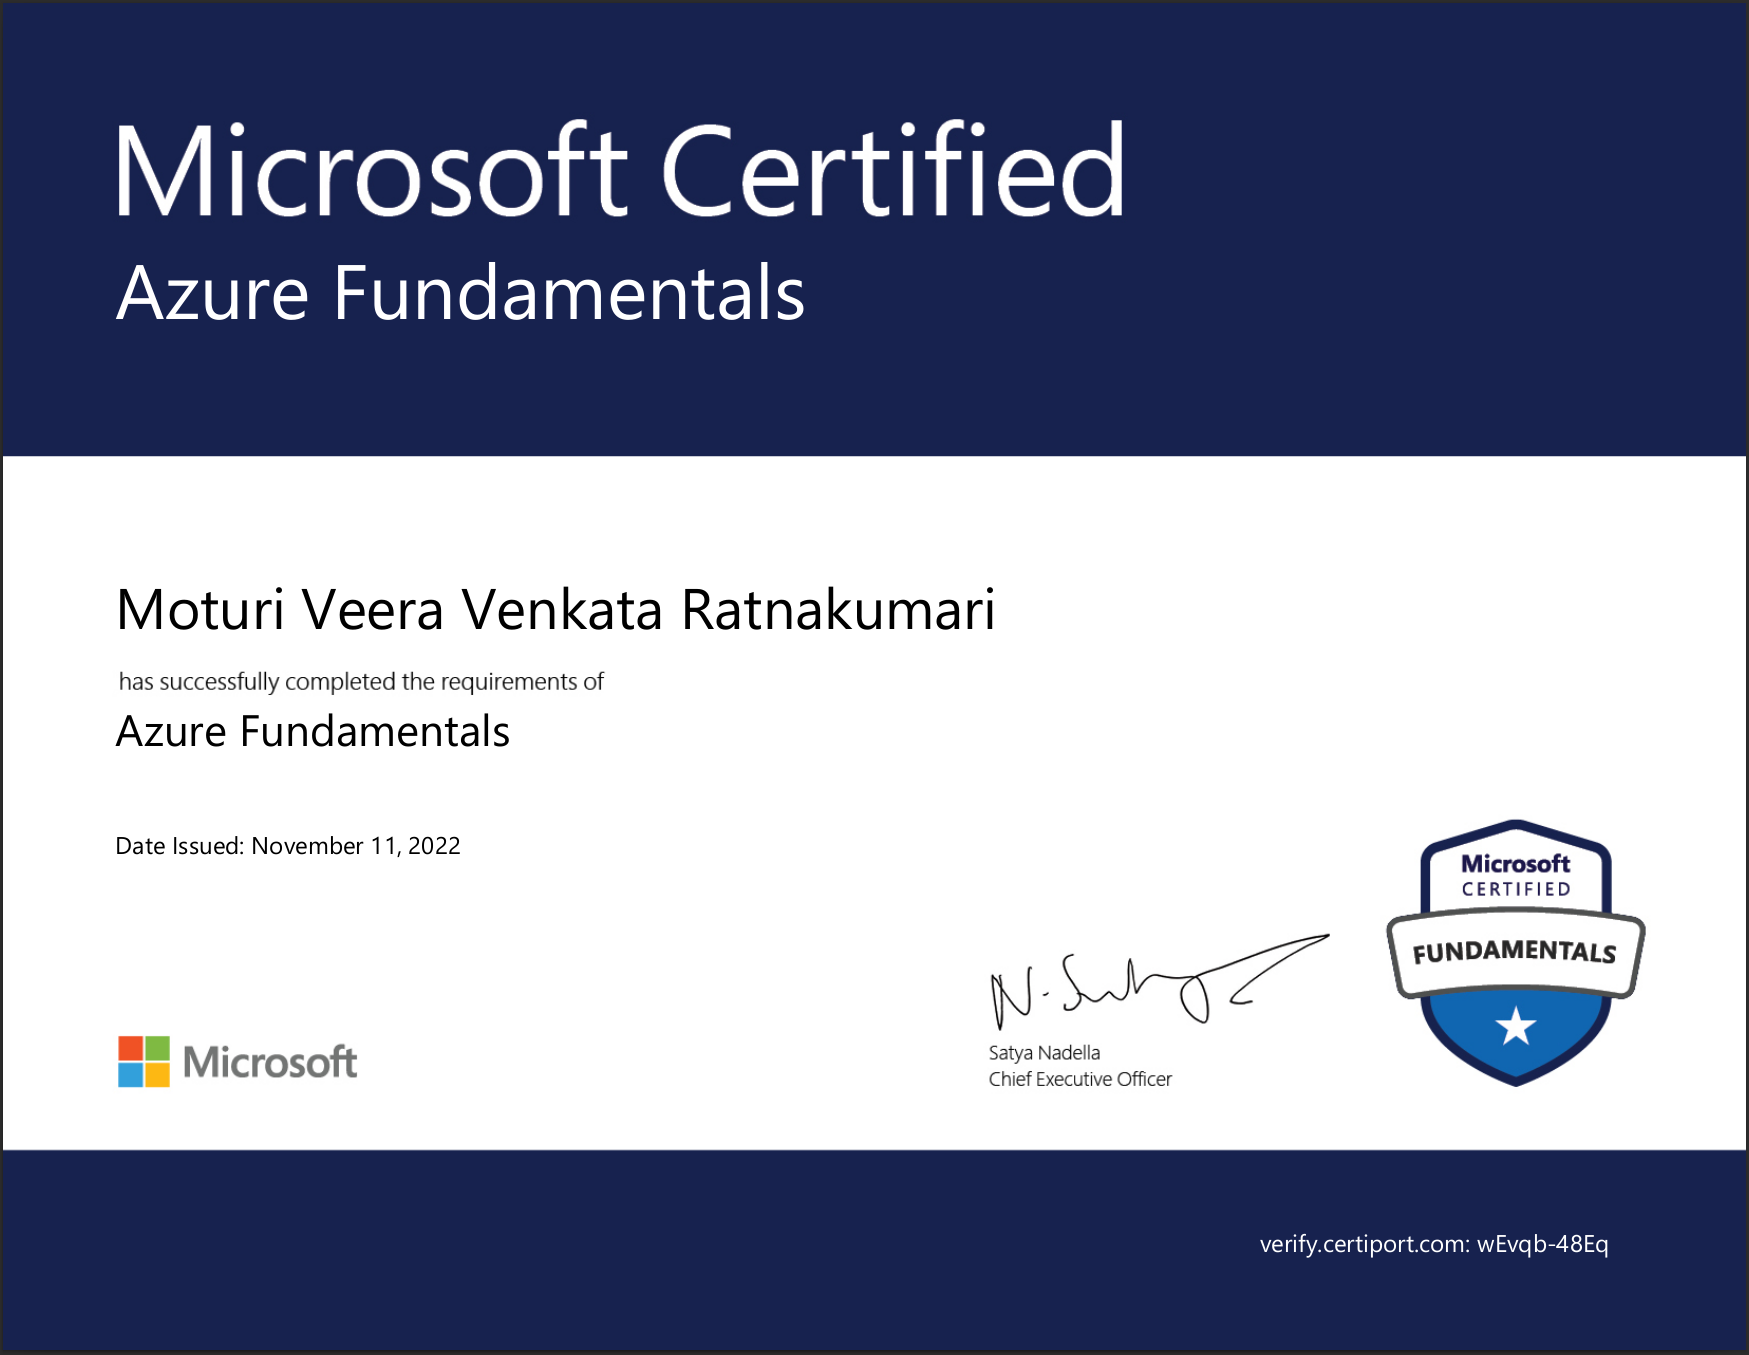 Microsoft Certified
Azure Fundamentals
Moturi Veera Venkata Ratnakumari
has successfully completed the requirements of
Azure Fundamentals
Date Issued: November 11, 2022
Microsoft
CERTIFIED
FUNDAMENTALS
N. Satya
Satya Nadella
Chief Executive Officer
Microsoft
verify.certiport.com: wEvqb-48Eq